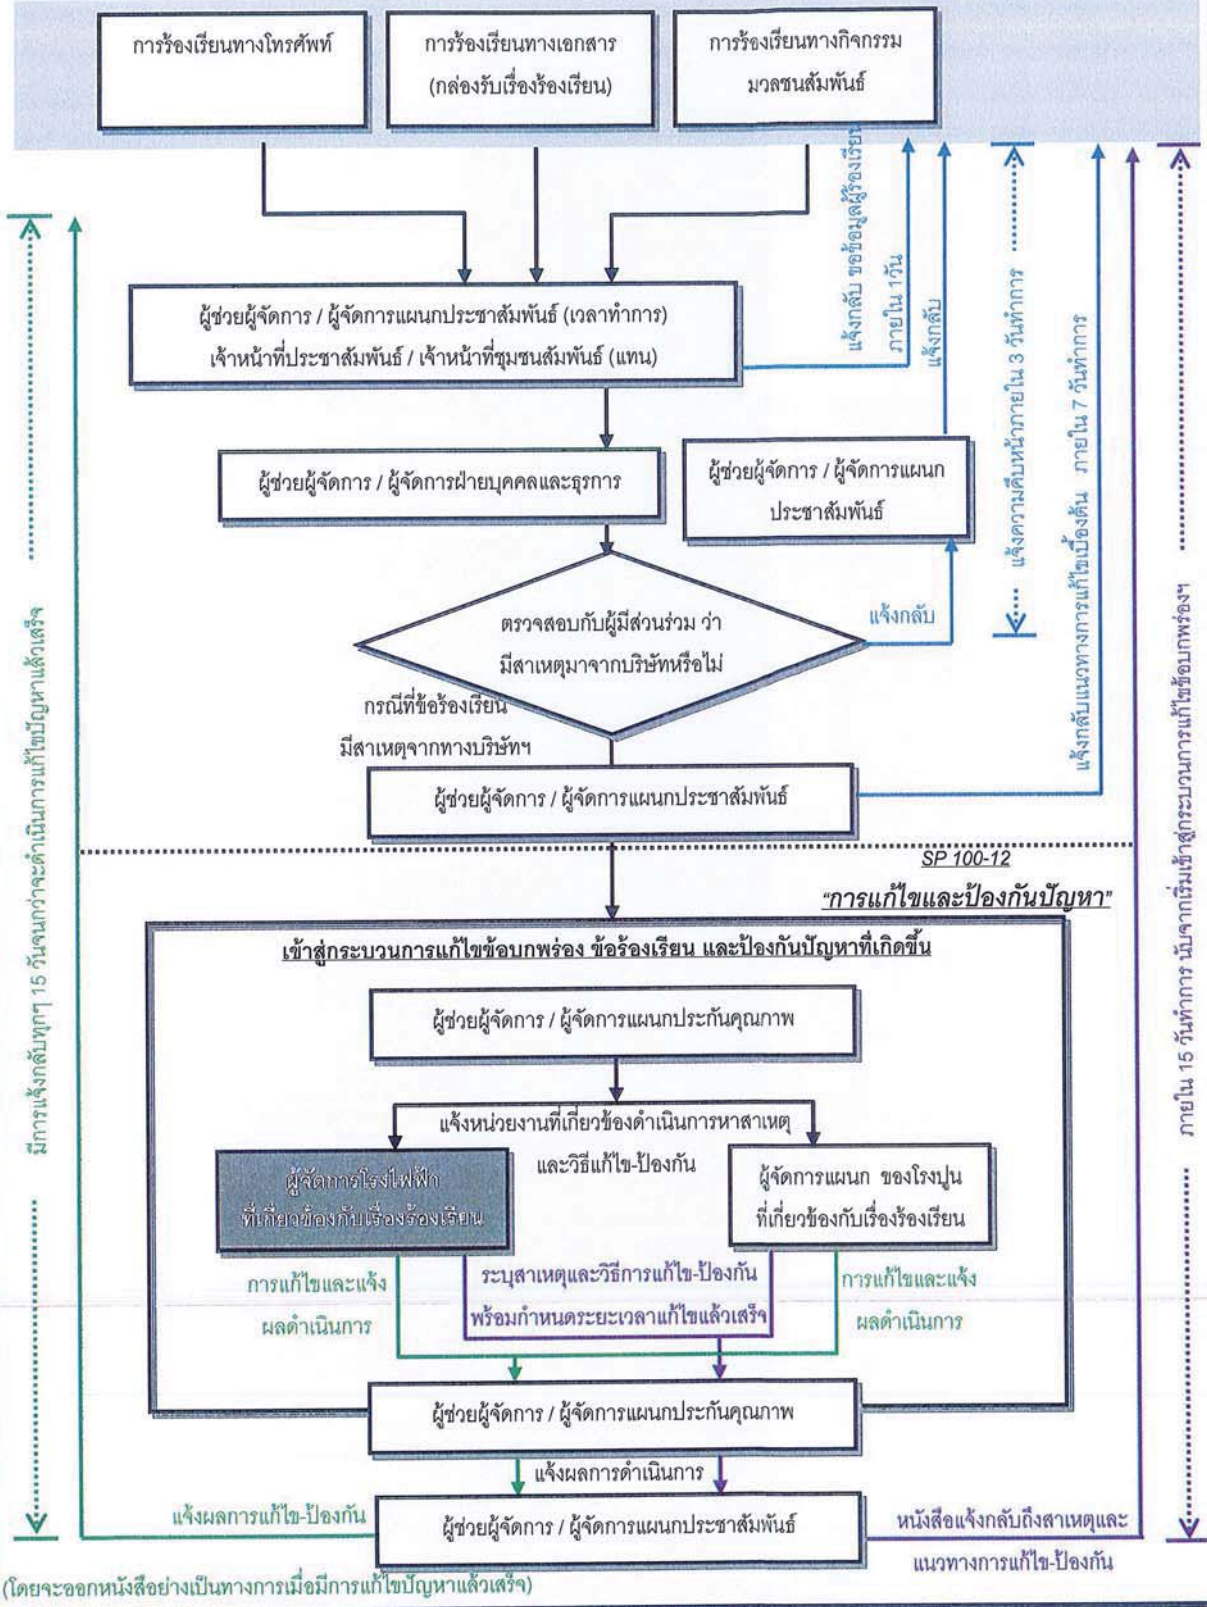 การร้องเรียนทางโทรศัพท์
การร้องเรียนทางเอกสาร
(กล่องรับเรื่องร้องเรียน)
การร้องเรียนทางกิจกรรม
มวลชนสัมพันธ์
แจ้งกลับ ขอข้อมูลผู้ร้องเรียน
ภายใน 1วัน
แจ้งกลับ
แจ้งความคืบหน้าภายใน 3 วันทำการ
แจ้งกลับแนวทางการแก้ไขเบื้องต้น ภายใน 7 วันทำการ
ภายใน 15 วันทำการ นับจากเริ่มเข้าสู่กระบวนการแก้ไขข้อบกพร่องฯ
มีการแจ้งกลับทุกๆ 15 วันจนกว่าจะดำเนินการแก้ไขปัญหาแล้วเสร็จ
ผู้ช่วยผู้จัดการ / ผู้จัดการแผนกประชาสัมพันธ์ (เวลาทำการ)
เจ้าหน้าที่ประชาสัมพันธ์ / เจ้าหน้าที่ชุมชนสัมพันธ์ (แทน)
ผู้ช่วยผู้จัดการ / ผู้จัดการฝ่ายบุคคลและธุรการ
ผู้ช่วยผู้จัดการ / ผู้จัดการแผนก
ประชาสัมพันธ์
ตรวจสอบกับผู้มีส่วนร่วม ว่า
มีสาเหตุมาจากบริษัทหรือไม่
แจ้งกลับ
กรณีที่ข้อร้องเรียน
มีสาเหตุจากทางบริษัทฯ
ผู้ช่วยผู้จัดการ / ผู้จัดการแผนกประชาสัมพันธ์
SP 100-12
"การแก้ไขและป้องกันปัญหา"
เข้าสู่กระบวนการแก้ไขข้อบกพร่อง ข้อร้องเรียน และป้องกันปัญหาที่เกิดขึ้น
ผู้ช่วยผู้จัดการ / ผู้จัดการแผนกประกันคุณภาพ
แจ้งหน่วยงานที่เกี่ยวข้องดำเนินการหาสาเหตุ
และวิธีแก้ไข-ป้องกัน
ผู้จัดการโรงไฟฟ้า
ที่เกี่ยวข้องกับเรื่องร้องเรียน
ผู้จัดการแผนก ของโรงปูน
ที่เกี่ยวข้องกับเรื่องร้องเรียน
การแก้ไขและแจ้ง
ผลดำเนินการ
ระบุสาเหตุและวิธีการแก้ไข-ป้องกัน
พร้อมกำหนดระยะเวลาแก้ไขแล้วเสร็จ
การแก้ไขและแจ้ง
ผลดำเนินการ
ผู้ช่วยผู้จัดการ / ผู้จัดการแผนกประกันคุณภาพ
แจ้งผลการดำเนินการ
แจ้งผลการแก้ไข-ป้องกัน
ผู้ช่วยผู้จัดการ / ผู้จัดการแผนกประชาสัมพันธ์
หนังสือแจ้งกลับถึงสาเหตุและ
แนวทางการแก้ไข-ป้องกัน
(โดยจะออกหนังสืออย่างเป็นทางการเมื่อมีการแก้ไขปัญหาแล้วเสร็จ)